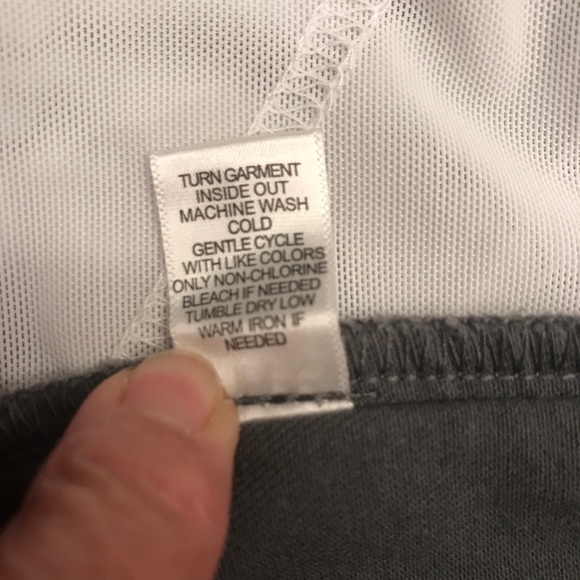 TURN GARMENT
INSIDE OUT
MACHINE WASH
COLD
GENTLE CYCLE
WITH LIKE COLORS
ONLY NON-CHLORINE
BLEACH IF NEEDED
TUMBLE DRY LOW
WARM IRON IF
NEEDED